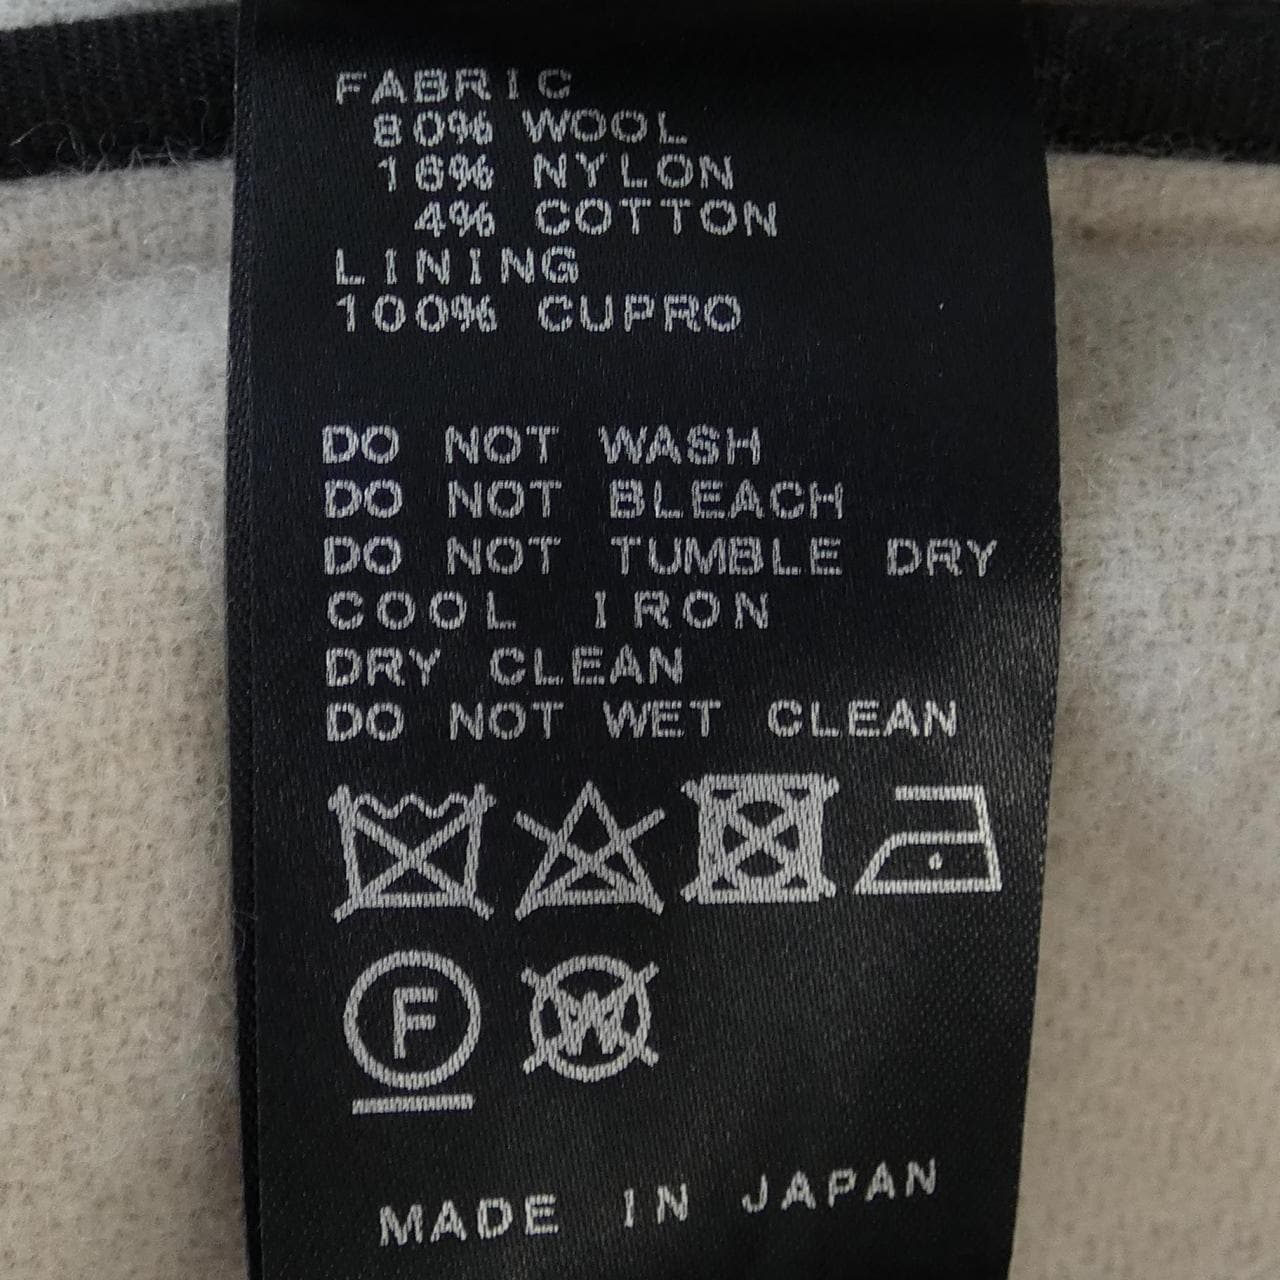 FABRIC
80% WOOL
16% NYLON
4% COTTON
LINING
100% CUPRO
DO NOT WASH
DO NOT BLEACH
DO NOT TUMBLE DRY
COOL IRON
DRY CLEAN
DO NOT WET CLEAN
F W
MADE IN JAPAN